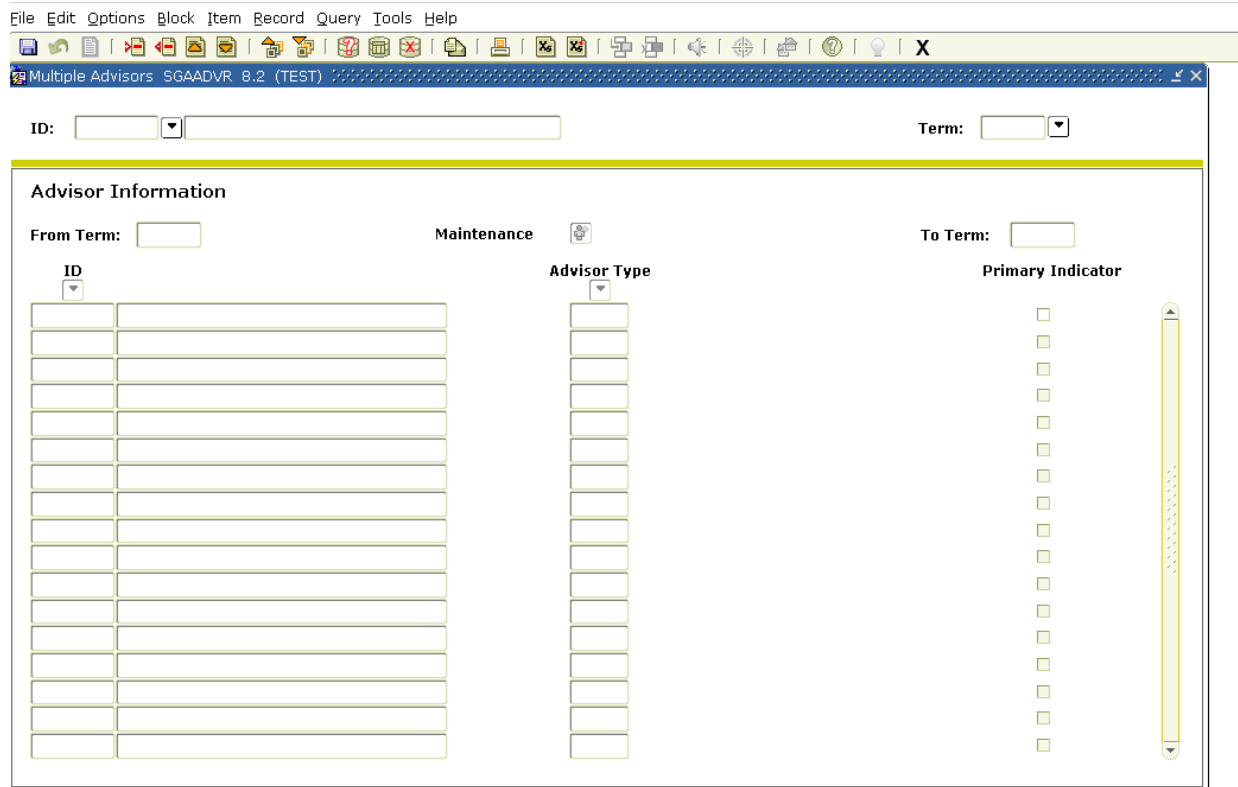 File Edit Options Block Item Record Query Tools Help
Multiple Advisors SGAADVR 8.2 (TEST)
ID: Term:
Advisor Information
From Term: Maintenance To Term:
ID Advisor Type Primary Indicator